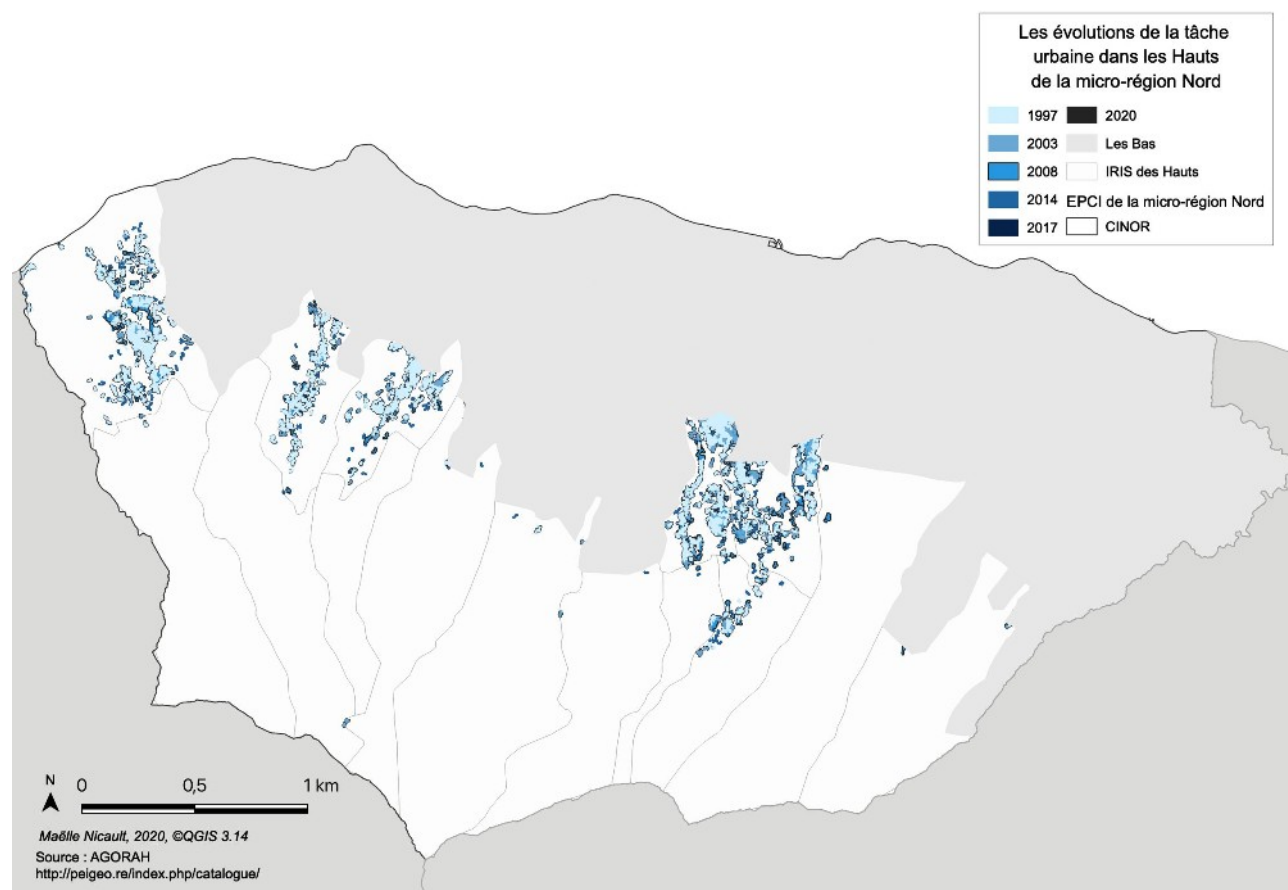 Les évolutions de la tâche
urbaine dans les Hauts
de la micro-région Nord
1997
2020
2003
Les Bas
2008
IRIS des Hauts
2014
EPCI de la micro-région Nord
2017
CINOR
N
0 0,5 1 km
Maëlle Nicault, 2020, ©QGIS 3.14
Source : AGORAH
http://peigeo.re/index.php/catalogue/